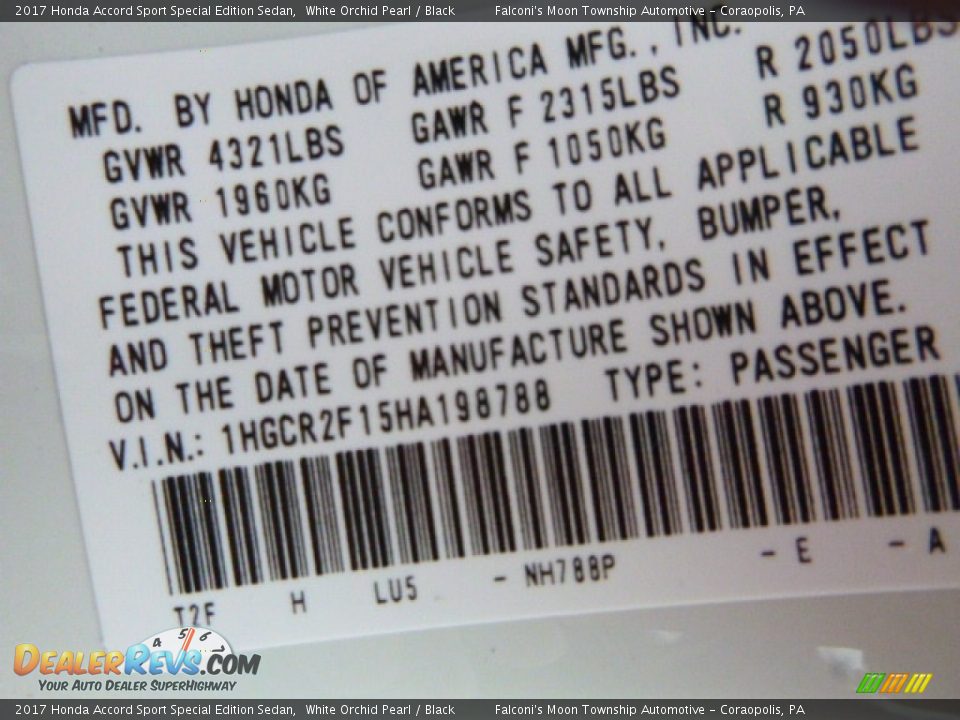 2017 Honda Accord Sport Special Edition Sedan, White Orchid Pearl / Black Falconi's Moon Township Automotive - Coraopolis, PA
MFD. BY HONDA OF AMERICA MFG., INC.
GVWR 4321LBS GAWR F 2315LBS R 2050LBS
GVWR 1960KG GAWR F 1050KG R 930KG
THIS VEHICLE CONFORMS TO ALL APPLICABLE
FEDERAL MOTOR VEHICLE SAFETY, BUMPER,
AND THEFT PREVENTION STANDARDS IN EFFECT
ON THE DATE OF MANUFACTURE SHOWN ABOVE.
V.I.N.: 1HGCR2F15HA198788 TYPE: PASSENGER
T2F H LU5 - NH788P - E - A
4 5 6
DEALERREVS.COM
YOUR AUTO DEALER SUPERHIGHWAY
2017 Honda Accord Sport Special Edition Sedan, White Orchid Pearl / Black Falconi's Moon Township Automotive - Coraopolis, PA